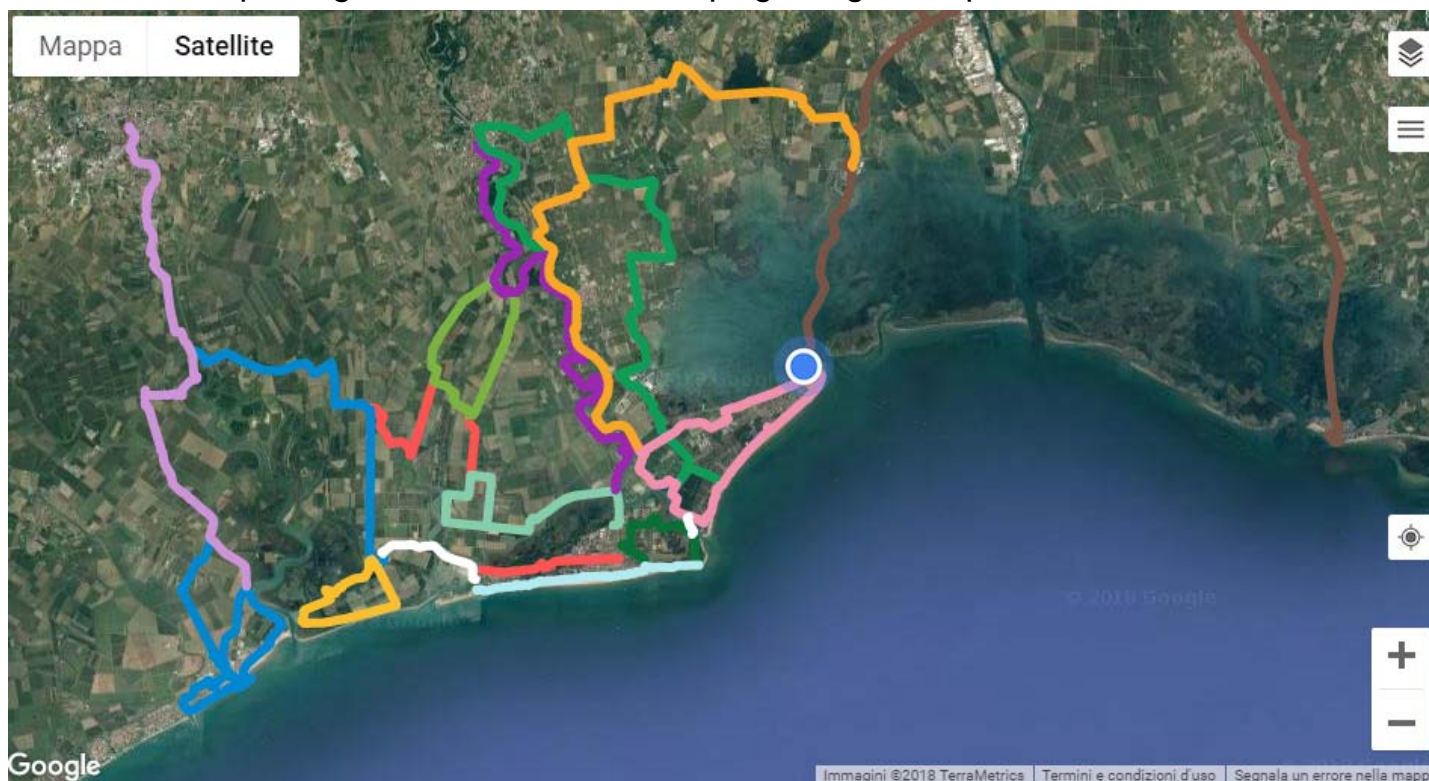 Mappa
Satellite
© 2018 Google
Google
Immagini ©2018 TerraMetrics
Termini e condizioni d'uso
Segnala un errore nella mapp